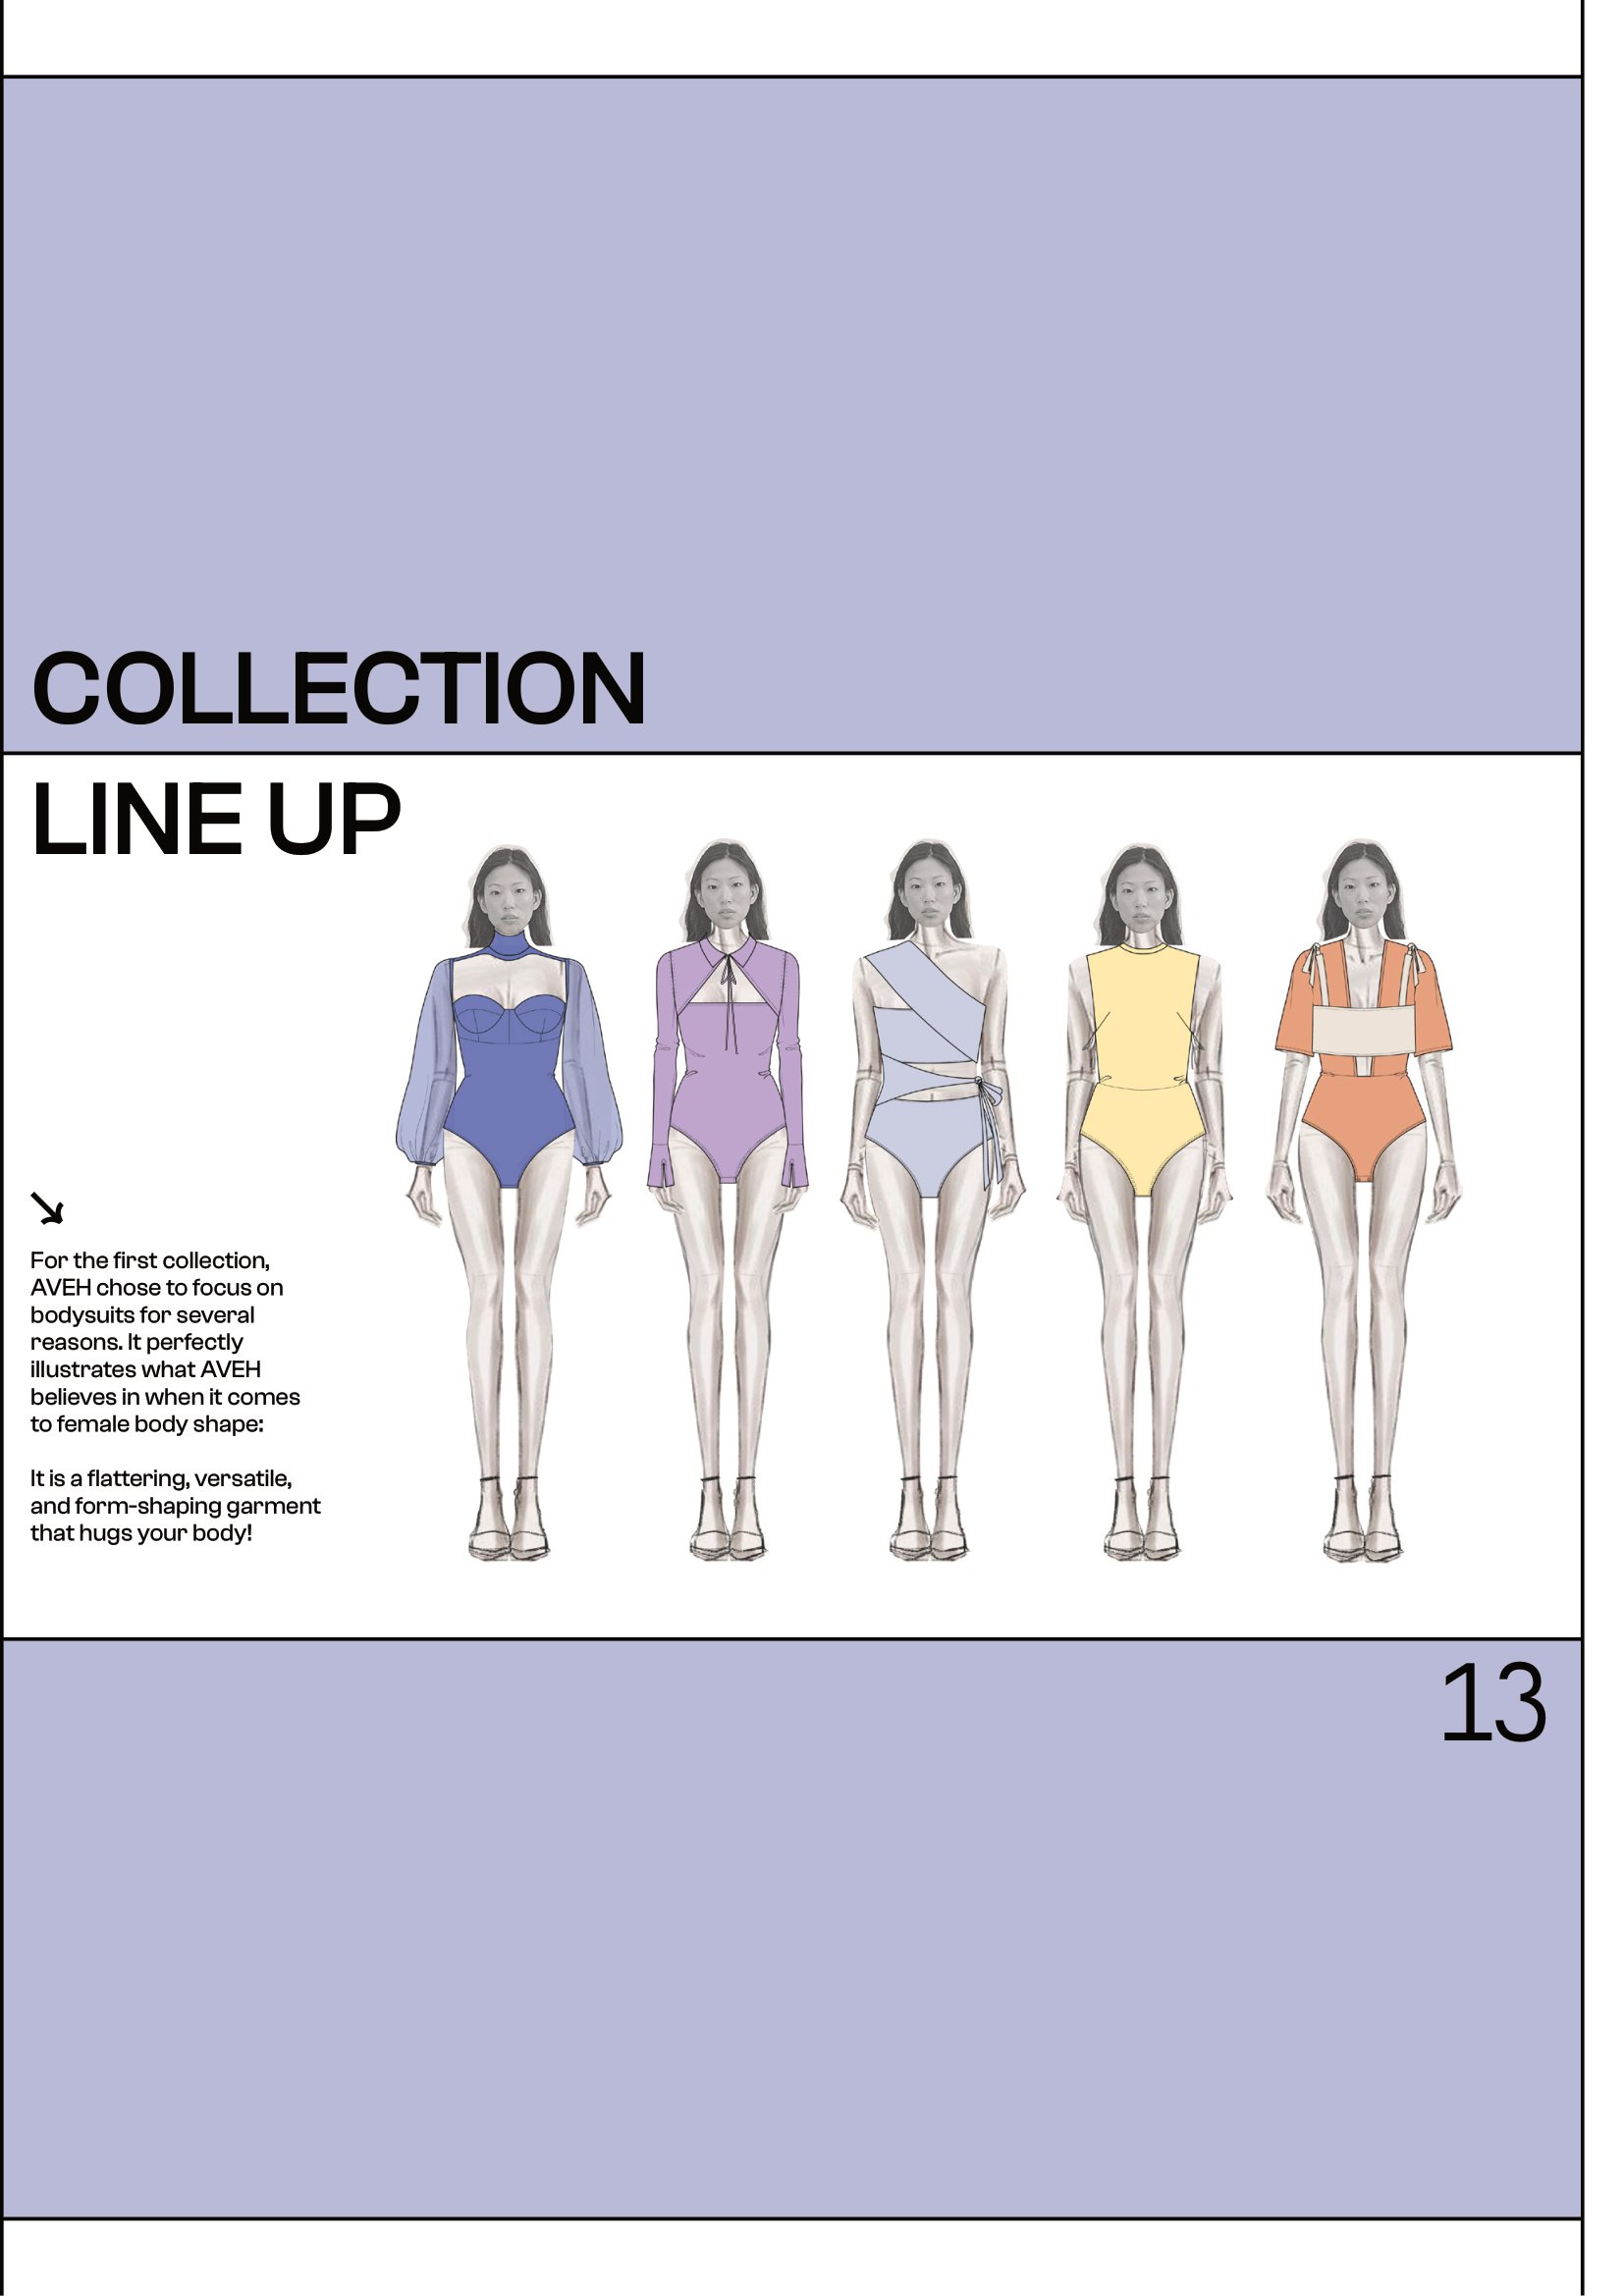 COLLECTION
LINE UP
For the first collection,
AVEH chose to focus on
bodysuits for several
reasons. It perfectly
illustrates what AVEH
believes in when it comes
to female body shape:
It is a flattering, versatile,
and form-shaping garment
that hugs your body!
13